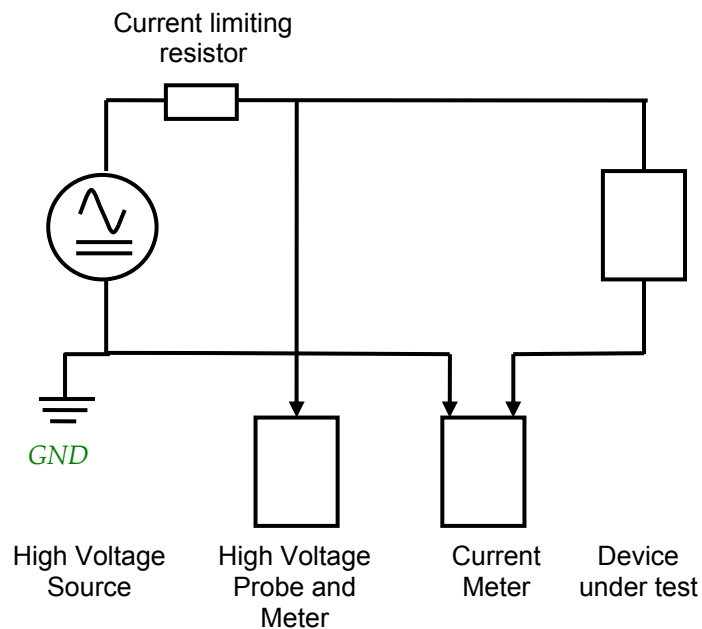 Current limiting
resistor
GND
High Voltage
Source
High Voltage
Probe and
Meter
Current
Meter
Device
under test